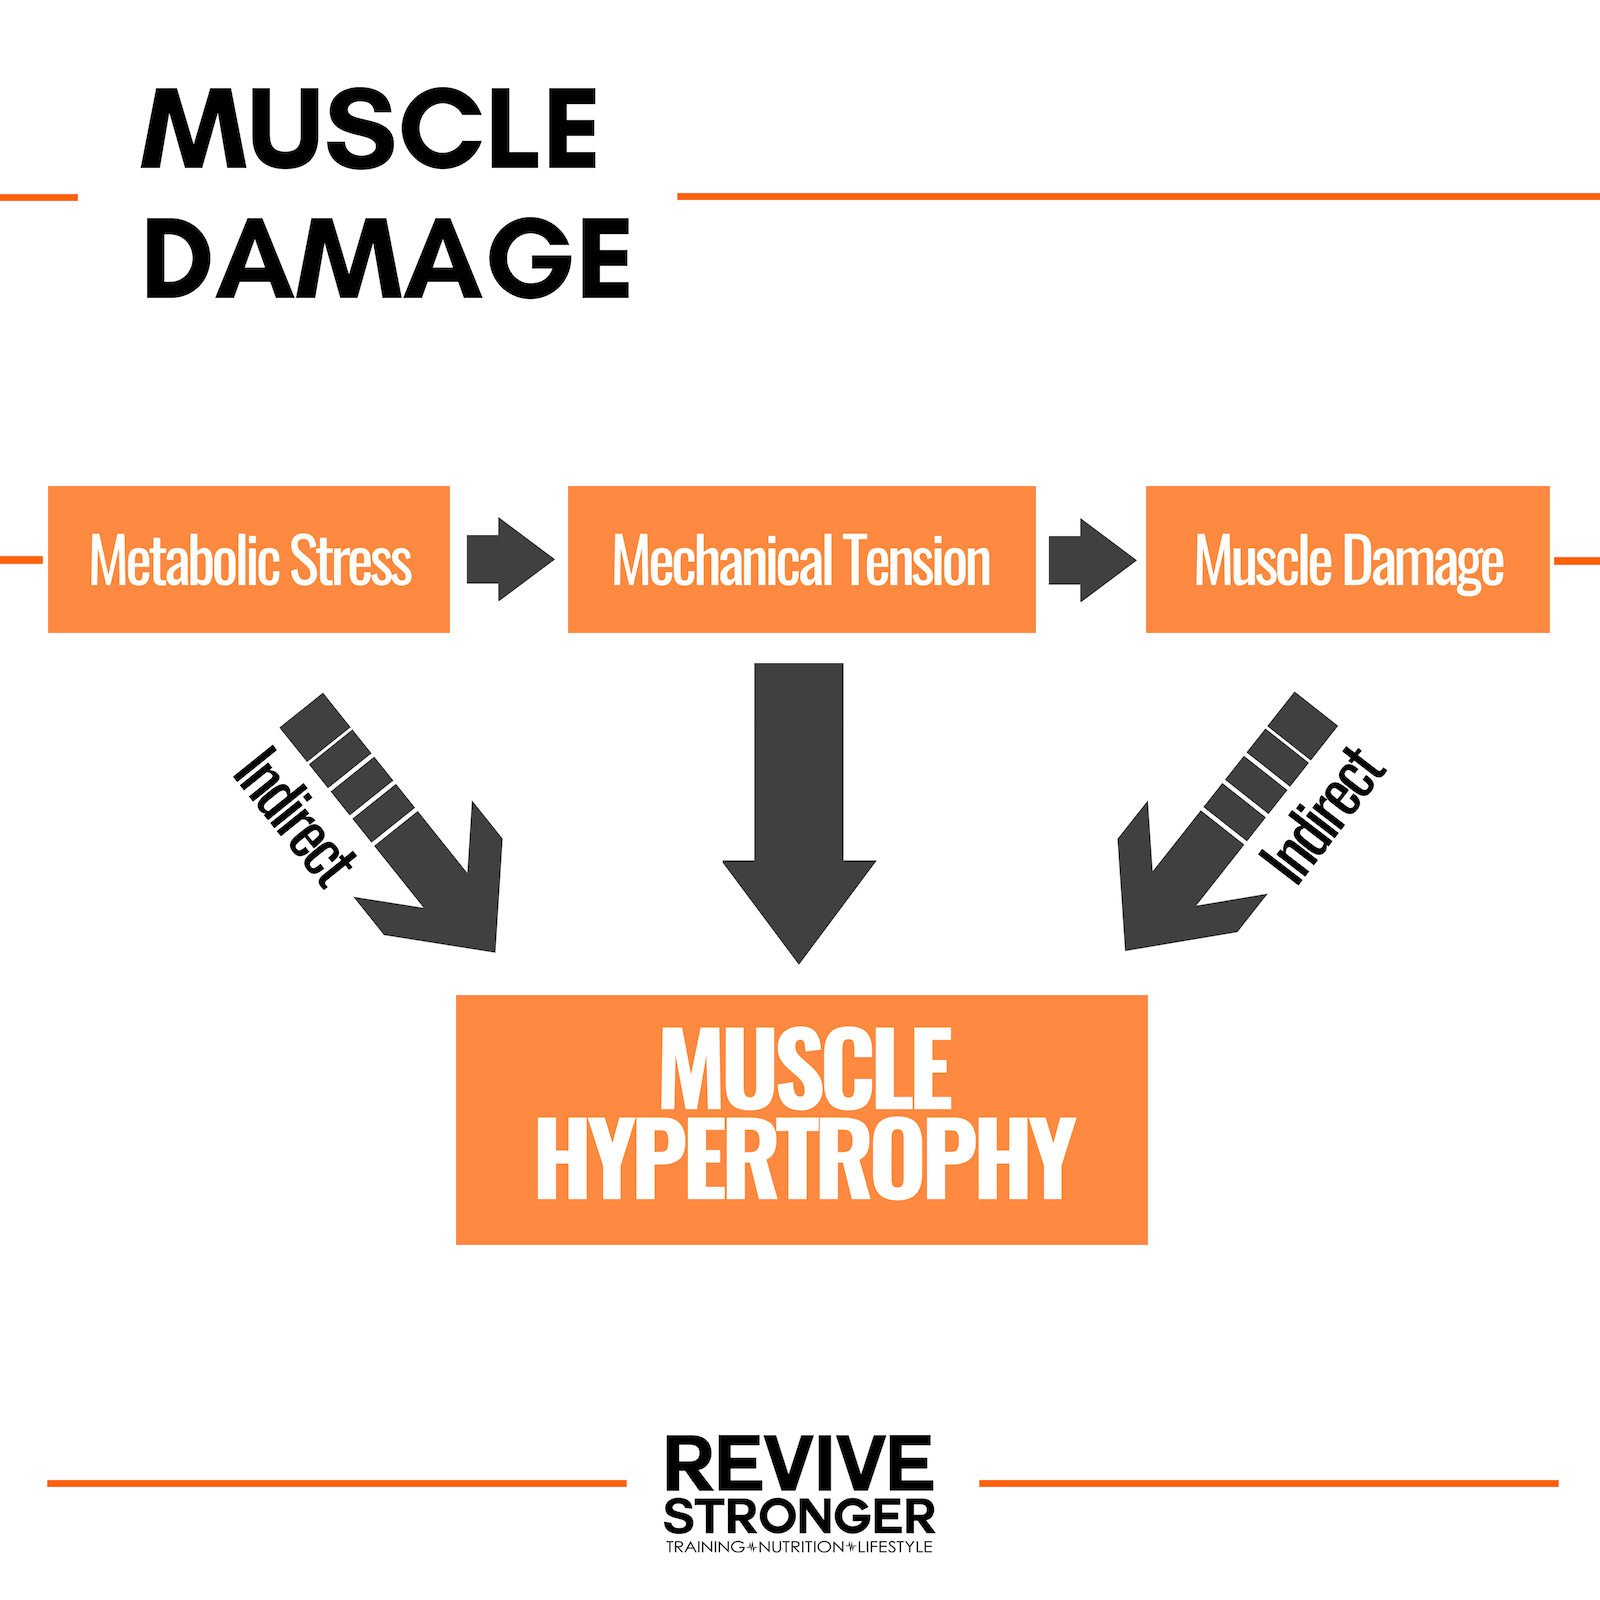 MUSCLE
DAMAGE
Metabolic Stress
Mechanical Tension
Muscle Damage
Indirect
Indirect
MUSCLE
HYPERTROPHY
REVIVE
STRONGER
TRAINING NUTRITION LIFESTYLE